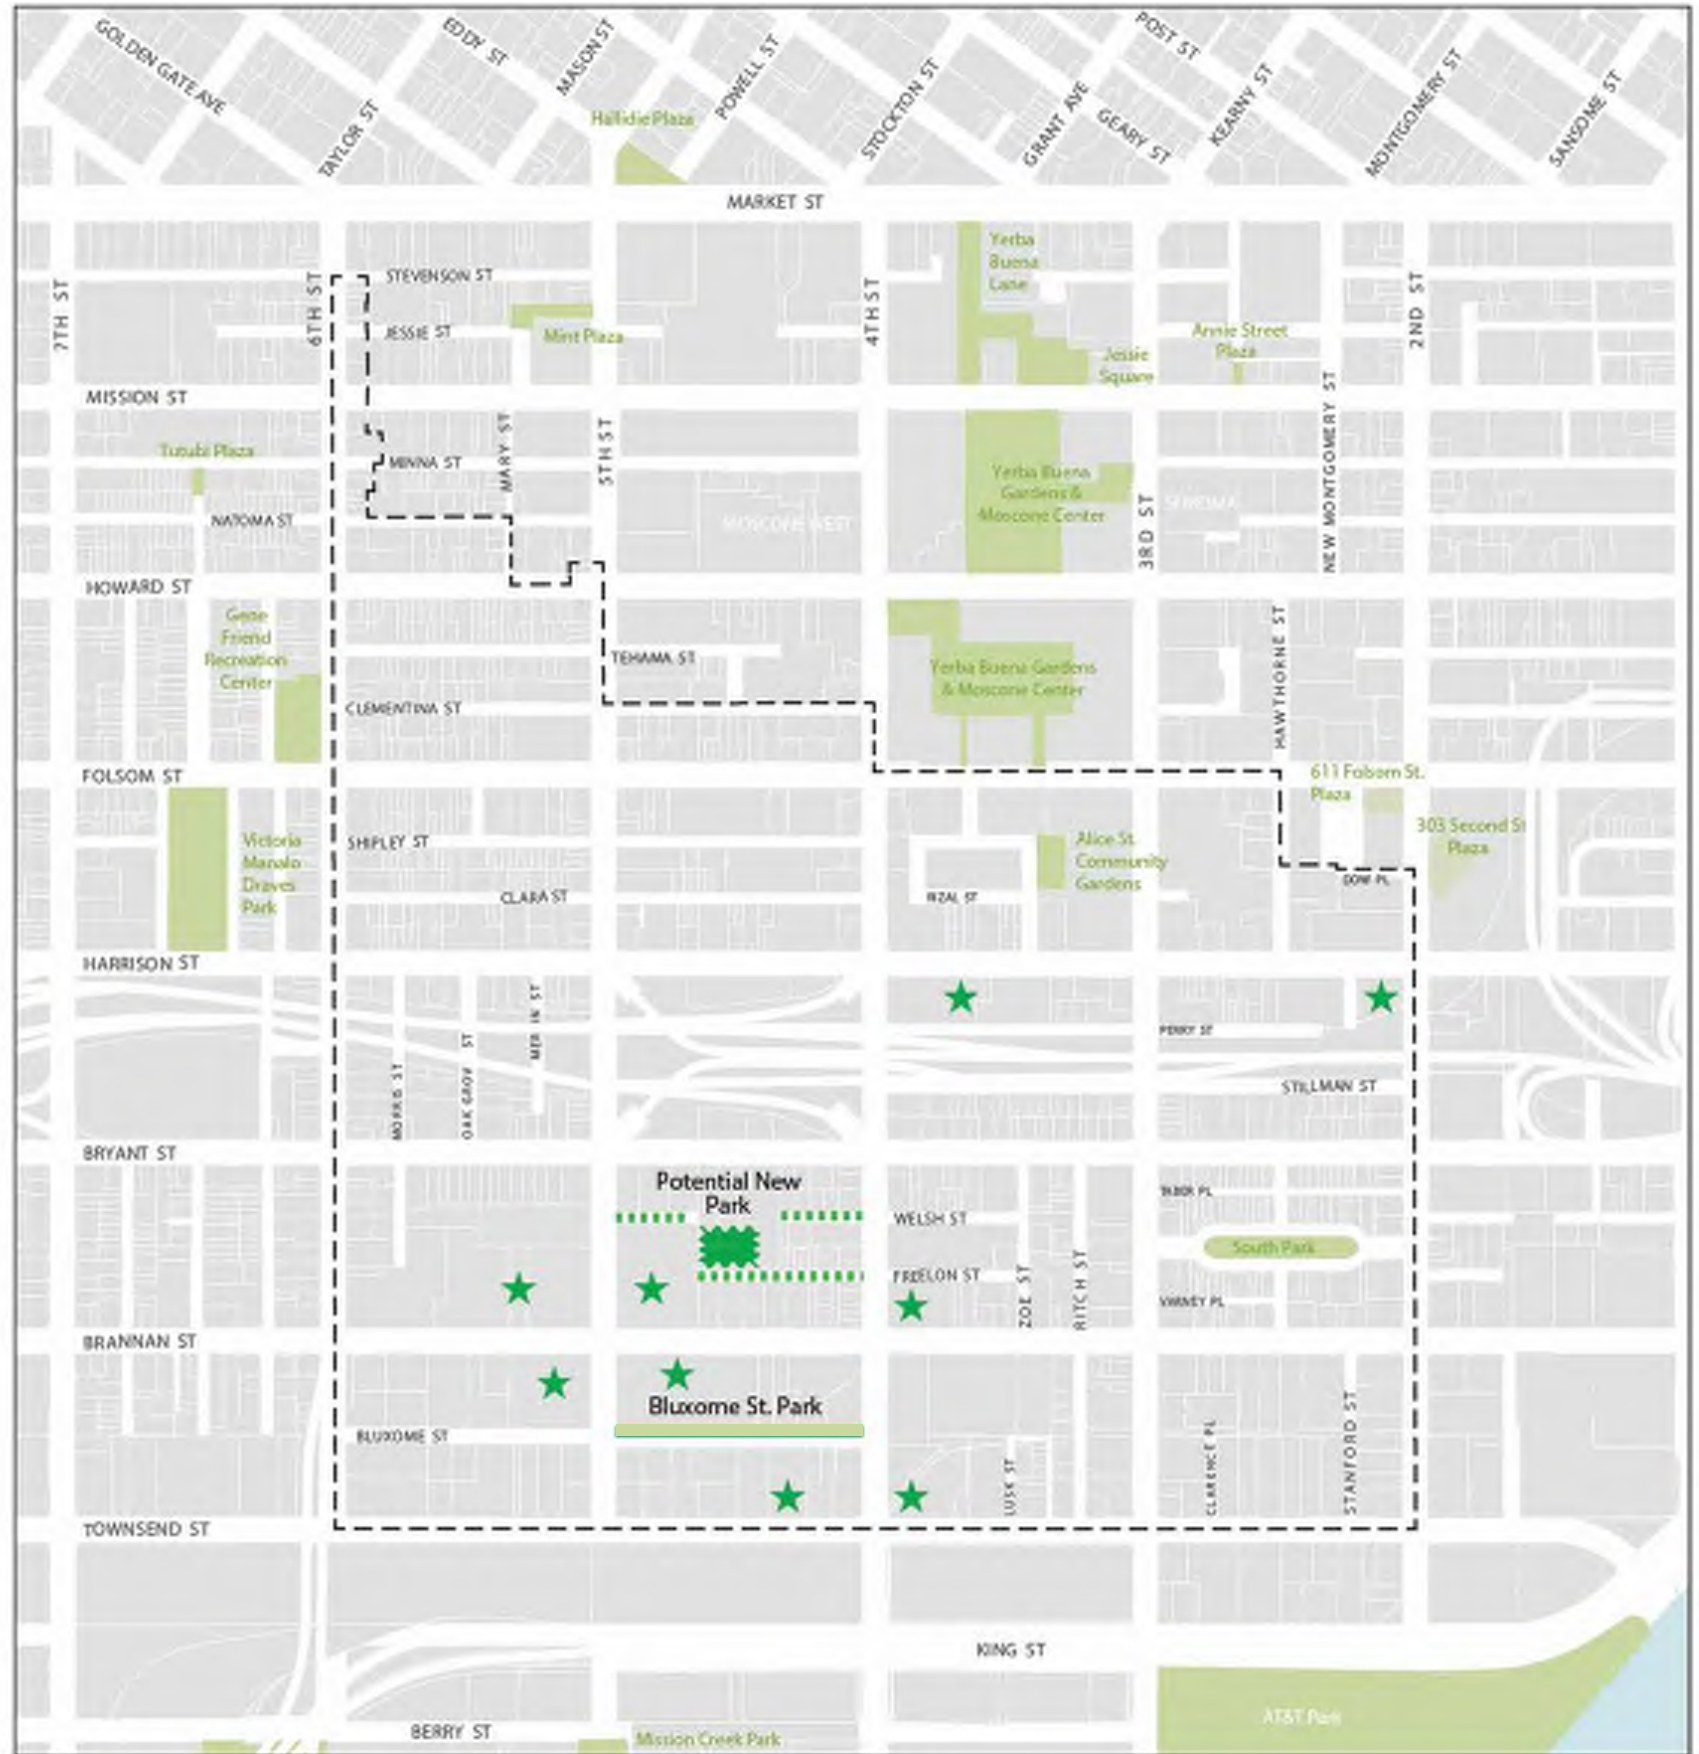 GOLDEN GATE AVE
EDDY ST
MASON ST
POWELL ST
POST ST
TAYLOR ST
Hallidie Plaza
STOCKTON ST
GRANT AVE
GEARY ST
KEARNY ST
MONTGOMERY ST
SANSOME ST
MARKET ST
7TH ST
6TH ST
STEVENSON ST
JESSIE ST
Mint Plaza
4TH ST
Yerba
Buena
Lane
Jessie
Square
Annie Street
Plaza
2ND ST
MISSION ST
Tutubi Plaza
MINNA ST
MARY ST
5TH ST
NATOMA ST
MOSCONE WEST
Yerba Buena
Gardens &
Moscone Center
3RD ST
NEW MONTGOMERY ST
HOWARD ST
Gene
Friend
Recreation
Center
TEHAMA ST
CLEMENTINA ST
Yerba Buena Gardens
& Moscone Center
HAWTHORNE ST
FOLSOM ST
611 Folsom St.
Plaza
303 Second St
Plaza
Victoria
Manalo
Draves
Park
SHIPLEY ST
CLARA ST
RIZAL ST
Alice St.
Community
Gardens
DOW PL
HARRISON ST
MORRIS ST
OAK GROV ST
MER IN ST
PERRY ST
STILLMAN ST
BRYANT ST
Potential New
Park
WELSH ST
FREELON ST
ZOE ST
RITCH ST
TABER PL
South Park
VARNEY PL
BRANNAN ST
Bluxome St. Park
BLUXOME ST
LUSK ST
CLARENCE PL
STANFORD ST
TOWNSEND ST
KING ST
BERRY ST
Mission Creek Park
AT&T Park